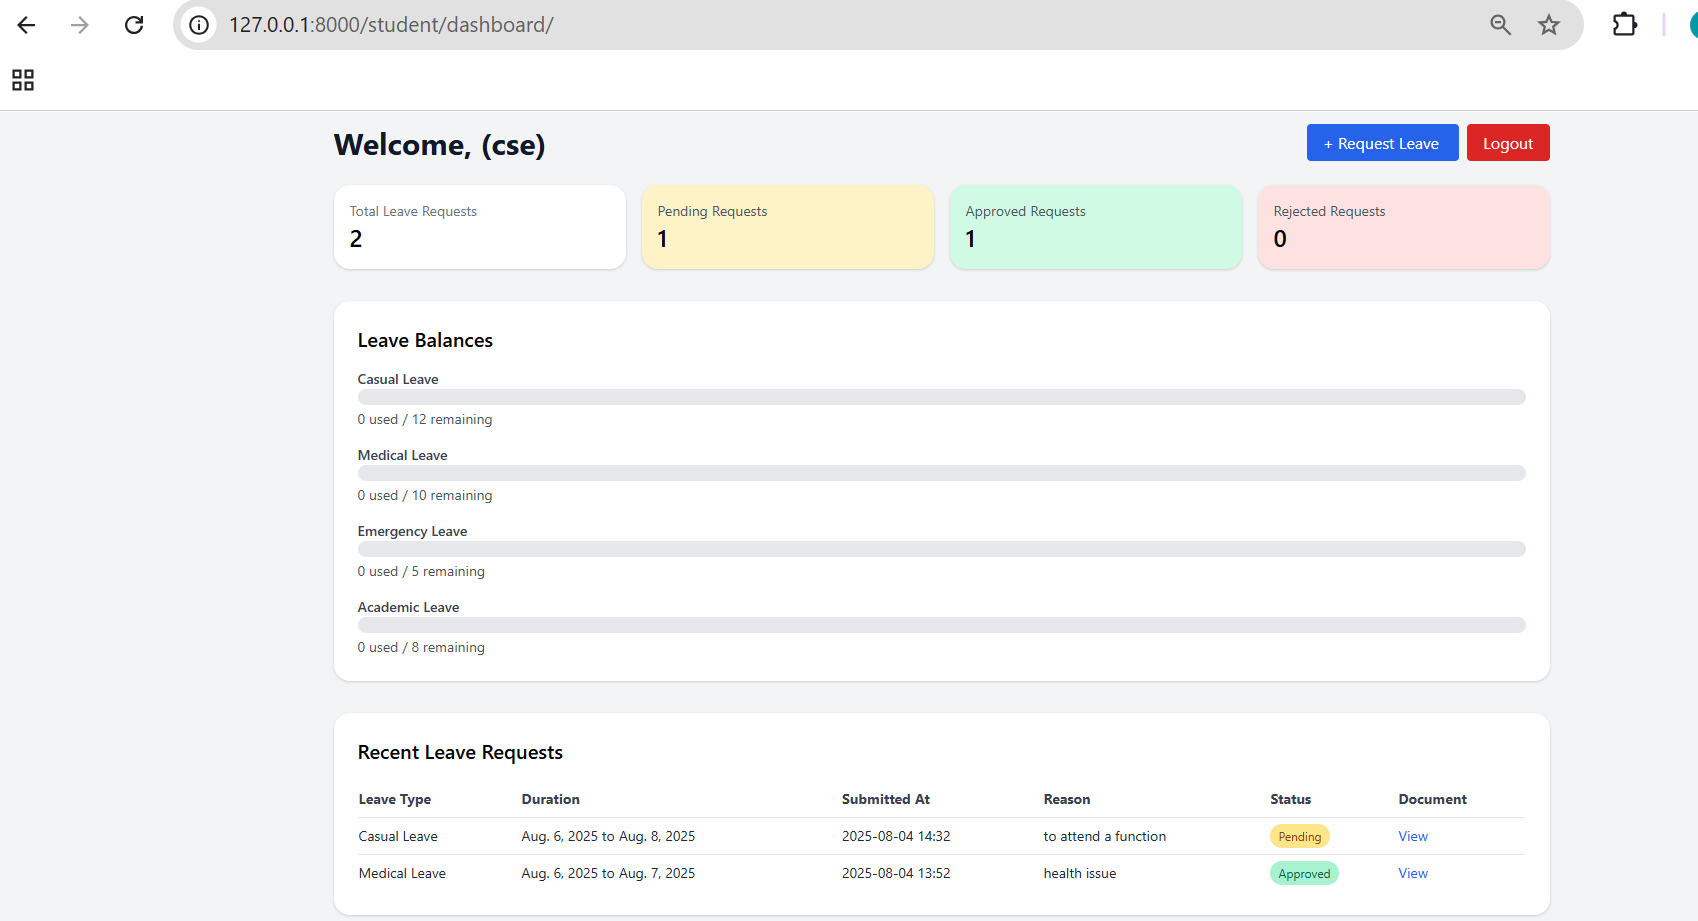 127.0.0.1:8000/student/dashboard/
Welcome, (cse)
+ Request Leave
Logout
Total Leave Requests
2
Pending Requests
1
Approved Requests
1
Rejected Requests
0
Leave Balances
Casual Leave
0 used / 12 remaining
Medical Leave
0 used / 10 remaining
Emergency Leave
0 used / 5 remaining
Academic Leave
0 used / 8 remaining
Recent Leave Requests
Leave Type Duration Submitted At Reason Status Document
Casual Leave Aug. 6, 2025 to Aug. 8, 2025 2025-08-04 14:32 to attend a function Pending View
Medical Leave Aug. 6, 2025 to Aug. 7, 2025 2025-08-04 13:52 health issue Approved View